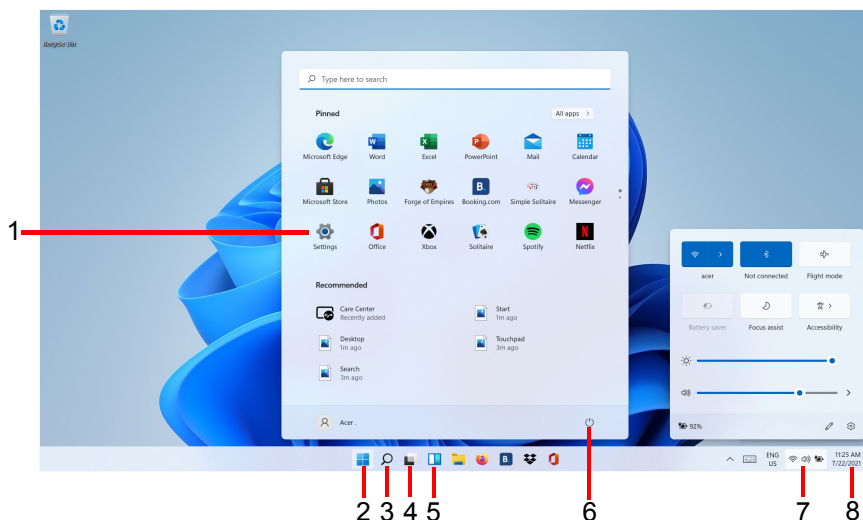 Recycle Bin
Type here to search
Pinned
All apps >
Microsoft Edge
Word
Excel
PowerPoint
Mail
Calendar
Microsoft Store
Photos
Forge of Empires
Booking.com
Simple Solitaire
Messenger
1
Settings
Office
Xbox
Solitaire
Spotify
Netflix
acer
Not connected
Flight mode
Recommended
Care Center
Recently added
Start
1m ago
Battery saver
Focus assist
Accessibility
Desktop
1m ago
Touchpad
3m ago
Search
3m ago
Acer .
92%
ENG
US
11:25 AM
7/22/2021
2 3 4 5 6 7 8